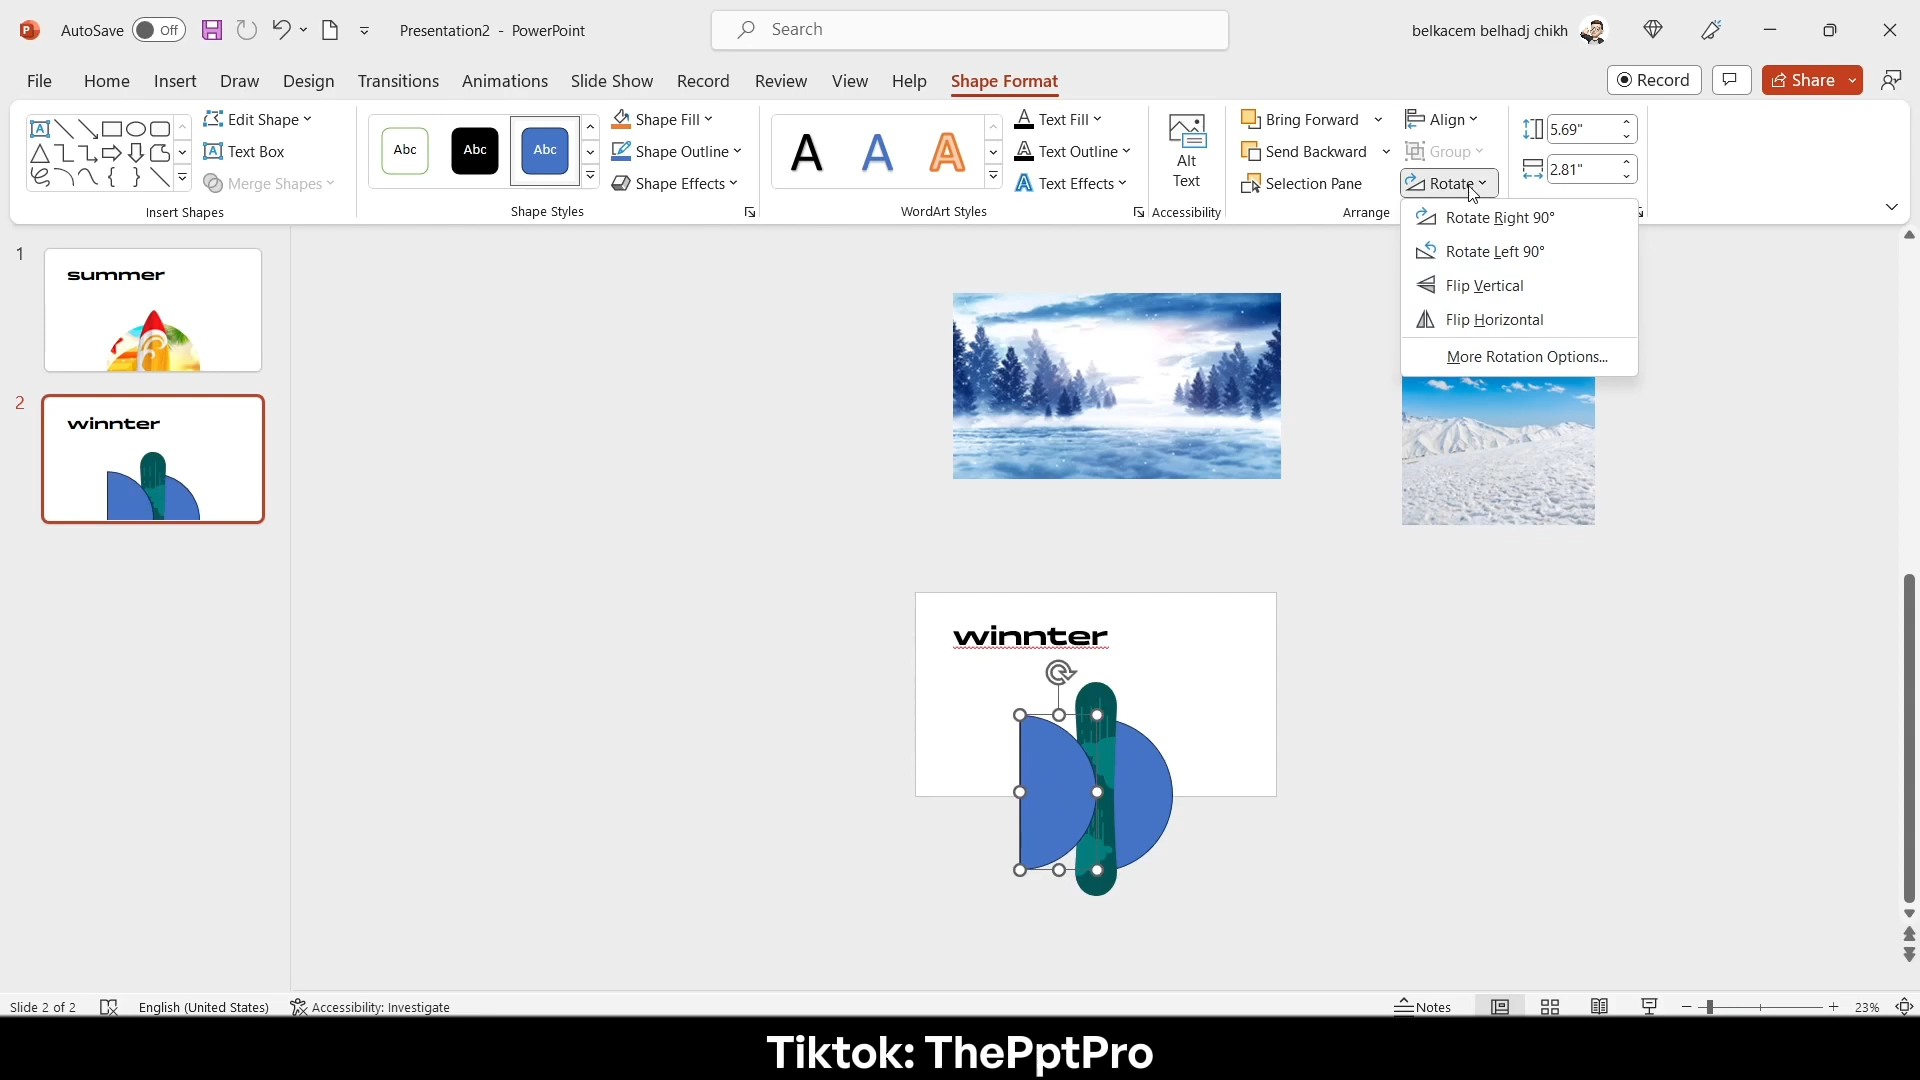 AutoSave Off Presentation2 - PowerPoint Search belkacem belhadj chikh
File Home Insert Draw Design Transitions Animations Slide Show Record Review View Help Shape Format Record Share
Edit Shape
Text Box
Merge Shapes
Insert Shapes
Abc Abc Abc
Shape Fill
Shape Outline
Shape Effects
Shape Styles
A A A
Text Fill
Text Outline
Text Effects
WordArt Styles
Alt
Text
Accessibility
Bring Forward
Send Backward
Selection Pane
Align
Group
Rotate
Arrange
5.69"
2.81"
Rotate Right 90°
Rotate Left 90°
Flip Vertical
Flip Horizontal
More Rotation Options...
1
summer
2
winnter
winnter
Slide 2 of 2 English (United States) Accessibility: Investigate Notes 23%
Tiktok: ThePptPro